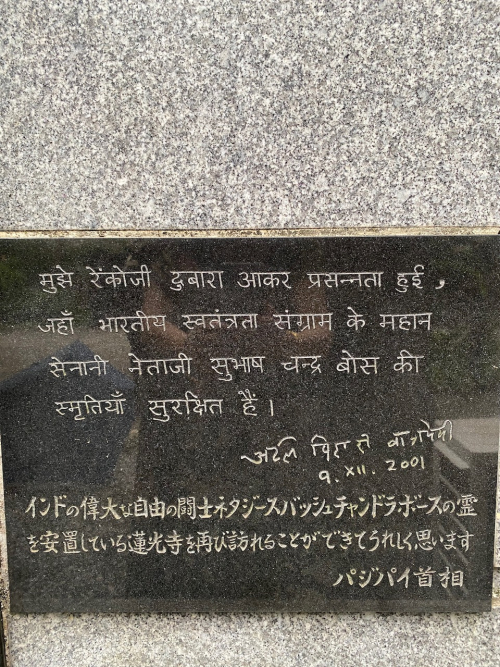 मुझे रेंकोजी दुबारा आकर प्रसन्नता हुई,
जहाँ भारतीय स्वतंत्रता संग्राम के महान
सेनानी नेताजी सुभाष चन्द्र बोस की
स्मृतियाँ सुरक्षित हैं।
अटल बिहारी वाजपेयी
9. XII. 2001
インドの偉大な自由の闘士ネタジースバッシュチャンドラボースの霊
を安置している蓮光寺を再び訪れることができてうれしく思います
パジパイ首相